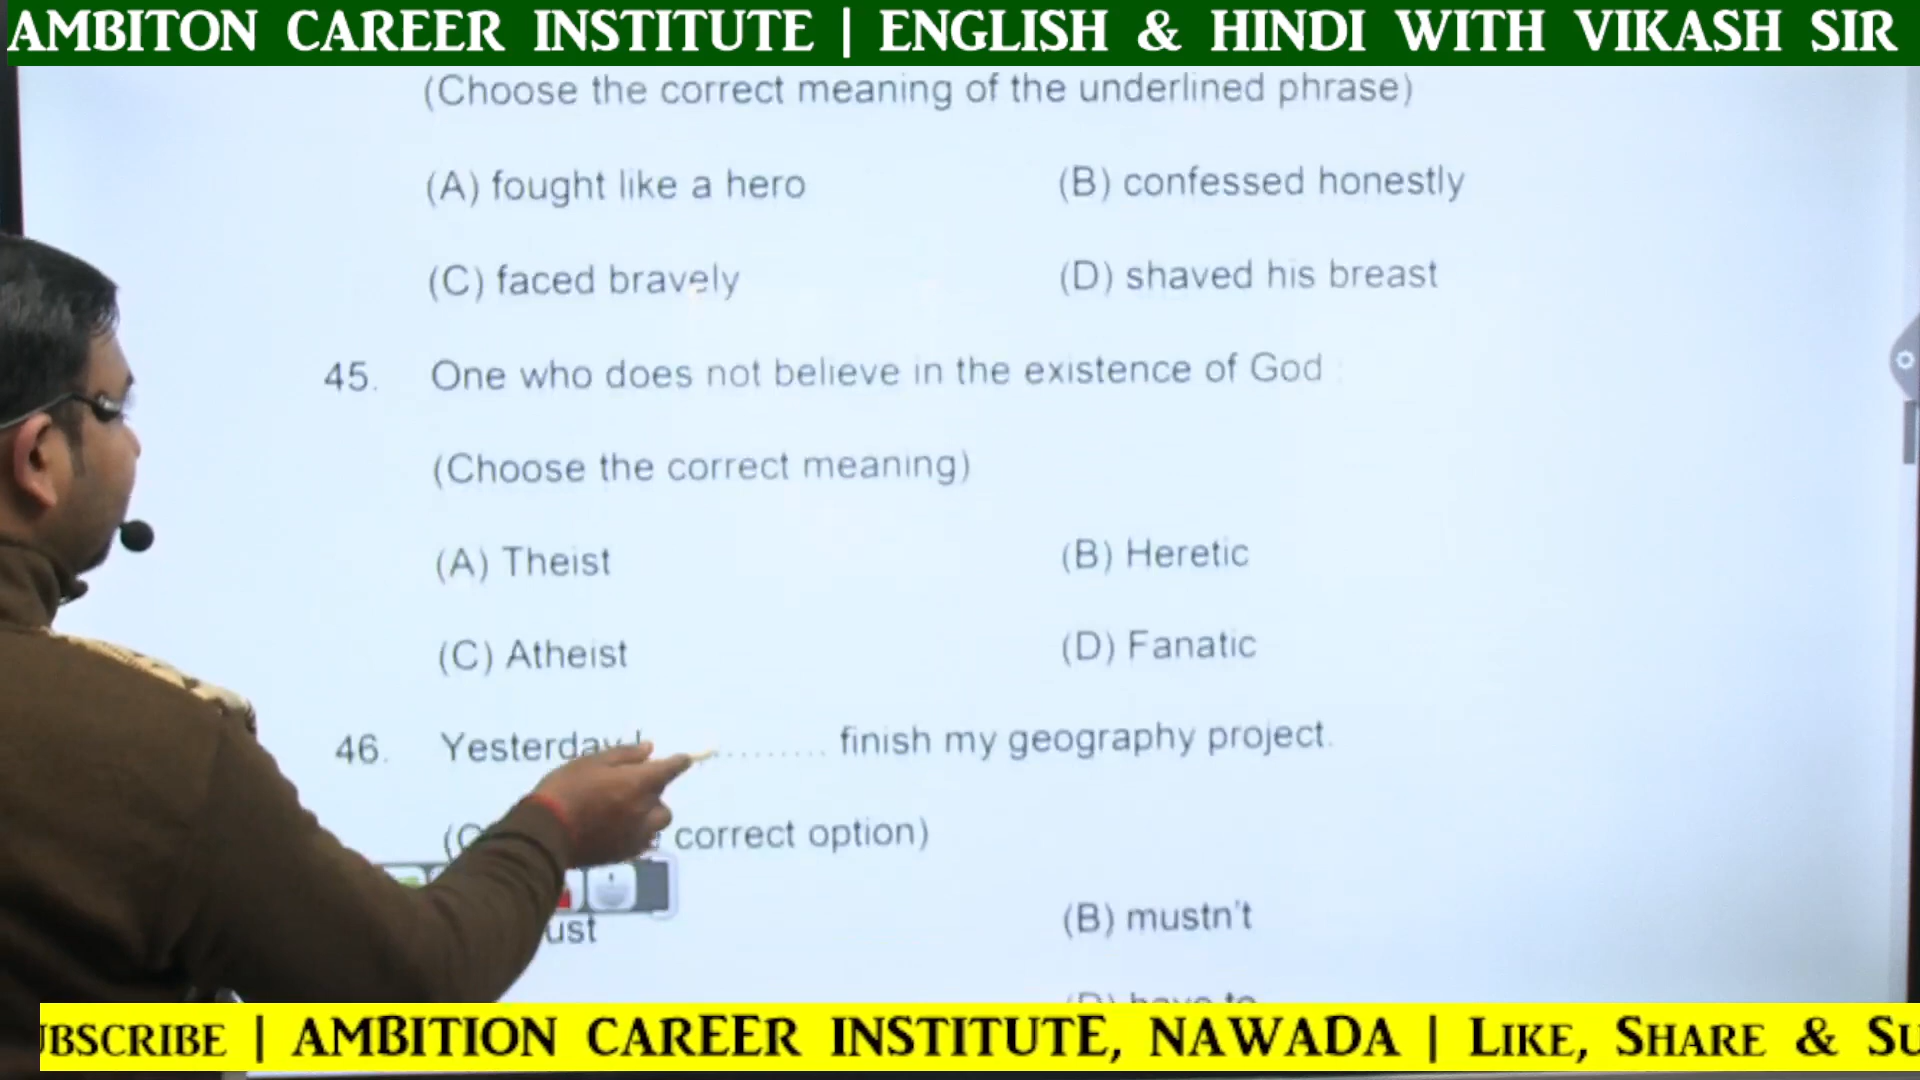 AMBITON CAREER INSTITUTE | ENGLISH & HINDI WITH VIKASH SIR
(Choose the correct meaning of the underlined phrase)
(A) fought like a hero (B) confessed honestly
(C) faced bravely (D) shaved his breast
45. One who does not believe in the existence of God :
(Choose the correct meaning)
(A) Theist (B) Heretic
(C) Atheist (D) Fanatic
46. Yesterday I .......... finish my geography project.
correct option)
(B) mustn't
(D) have to
UBSCRIBE | AMBITION CAREER INSTITUTE, NAWADA | LIKE, SHARE & SU